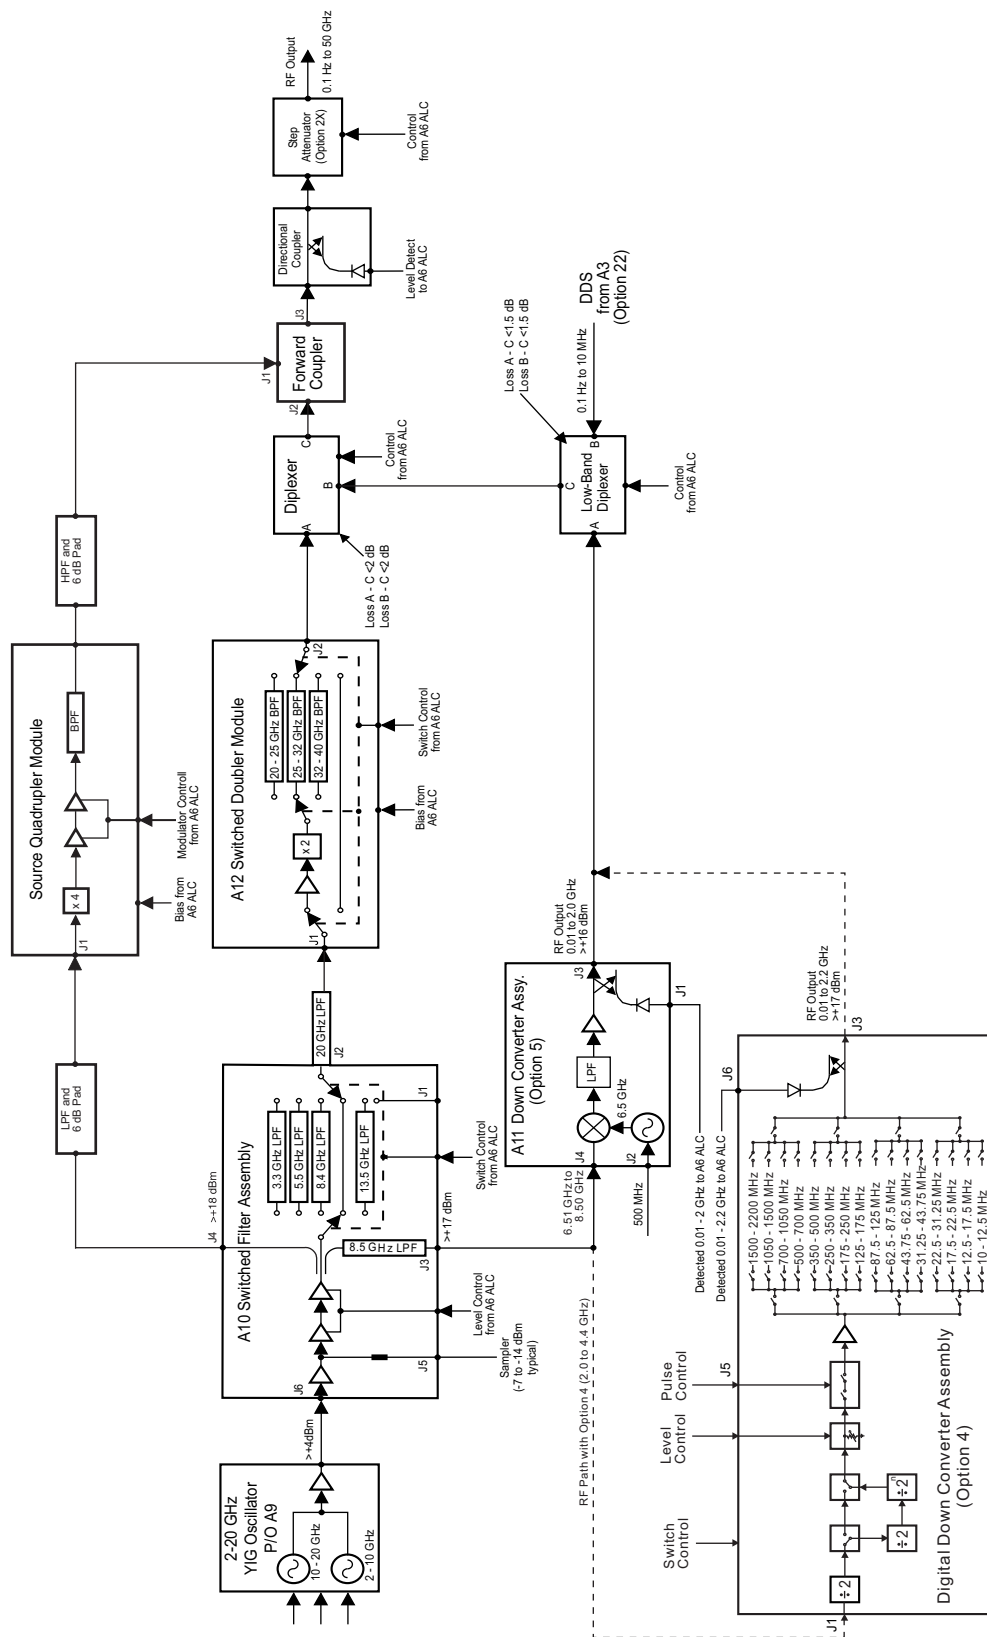 2-20 GHz
YIG Oscillator
P/O A9
10 - 20 GHz
2 - 10 GHz
>+4dBm
A10 Switched Filter Assembly
J6
J4
>+18 dBm
3.3 GHz LPF
5.5 GHz LPF
8.4 GHz LPF
13.5 GHz LPF
8.5 GHz LPF
J5
J3
>+17 dBm
J1
J2
20 GHz LPF
Sampler
(-7 to -14 dBm
typical)
Level Control
from A6 ALC
Switch Control
from A6 ALC
LPF and
6 dB Pad
Source Quadrupler Module
J1
x 4
BPF
Bias from
A6 ALC
Modulator Controll
from A6 ALC
HPF and
6 dB Pad
A12 Switched Doubler Module
J1
x 2
20 - 25 GHz BPF
25 - 32 GHz BPF
32 - 40 GHz BPF
J2
Bias from
A6 ALC
Switch Control
from A6 ALC
Loss A - C <2 dB
Loss B - C <2 dB
Diplexer
A
B
C
Control
from A6 ALC
J2
Forward
Coupler
J1
J3
Directional
Coupler
Level Detect
to A6 ALC
Step
Attenuator
(Option 2X)
Control
from A6 ALC
RF Output
0.1 Hz to 50 GHz
RF Path with Option 4 (2.0 to 4.4 GHz)
6.51 GHz to
8.50 GHz
500 MHz
A11 Down Converter Assy.
(Option 5)
J4
J2
LPF
6.5 GHz
J3
J1
RF Output
0.01 to 2.0 GHz
>+16 dBm
Detected 0.01 - 2 GHz to A6 ALC
Detected 0.01 - 2.2 GHz to A6 ALC
Low-Band
Diplexer
A
B
C
Loss A - C <1.5 dB
Loss B - C <1.5 dB
0.1 Hz to 10 MHz
DDS
from A3
(Option 22)
Control
from A6 ALC
Switch
Control
Level
Control
Pulse
Control
J5
J6
J1
÷2
÷2
÷2
n
1500 - 2200 MHz
1050 - 1500 MHz
700 - 1050 MHz
500 - 700 MHz
350 - 500 MHz
250 - 350 MHz
175 - 250 MHz
125 - 175 MHz
87.5 - 125 MHz
62.5 - 87.5 MHz
43.75 - 62.5 MHz
31.25 - 43.75 MHz
22.5 - 31.25 MHz
17.5 - 22.5 MHz
12.5 - 17.5 MHz
10 - 12.5 MHz
J3
RF Output
0.01 to 2.2 GHz
>+17 dBm
Digital Down Converter Assembly
(Option 4)